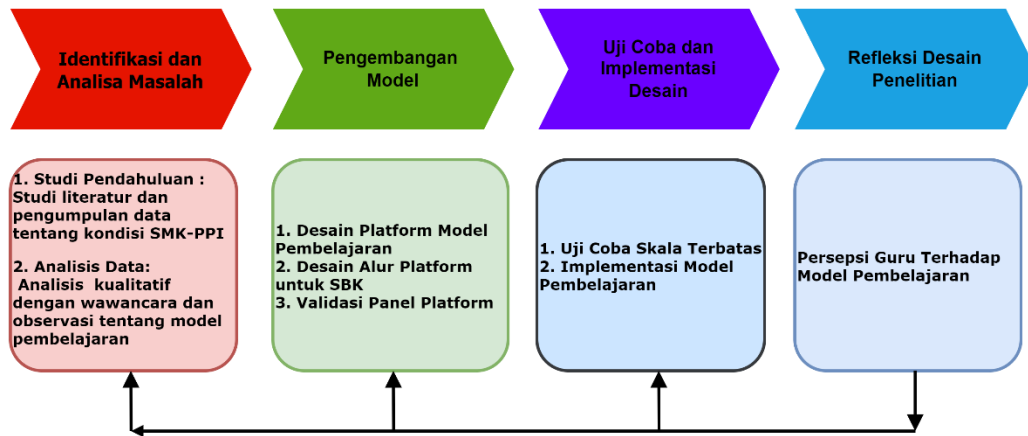 Identifikasi dan
Analisa Masalah
Pengembangan
Model
Uji Coba dan
Implementasi
Desain
Refleksi Desain
Penelitian
1. Studi Pendahuluan :
Studi literatur dan
pengumpulan data
tentang kondisi SMK-PPI
2. Analisis Data:
Analisis kualitatif
dengan wawancara dan
observasi tentang model
pembelajaran
1. Desain Platform Model
Pembelajaran
2. Desain Alur Platform
untuk SBK
3. Validasi Panel Platform
1. Uji Coba Skala Terbatas
2. Implementasi Model
Pembelajaran
Persepsi Guru Terhadap
Model Pembelajaran